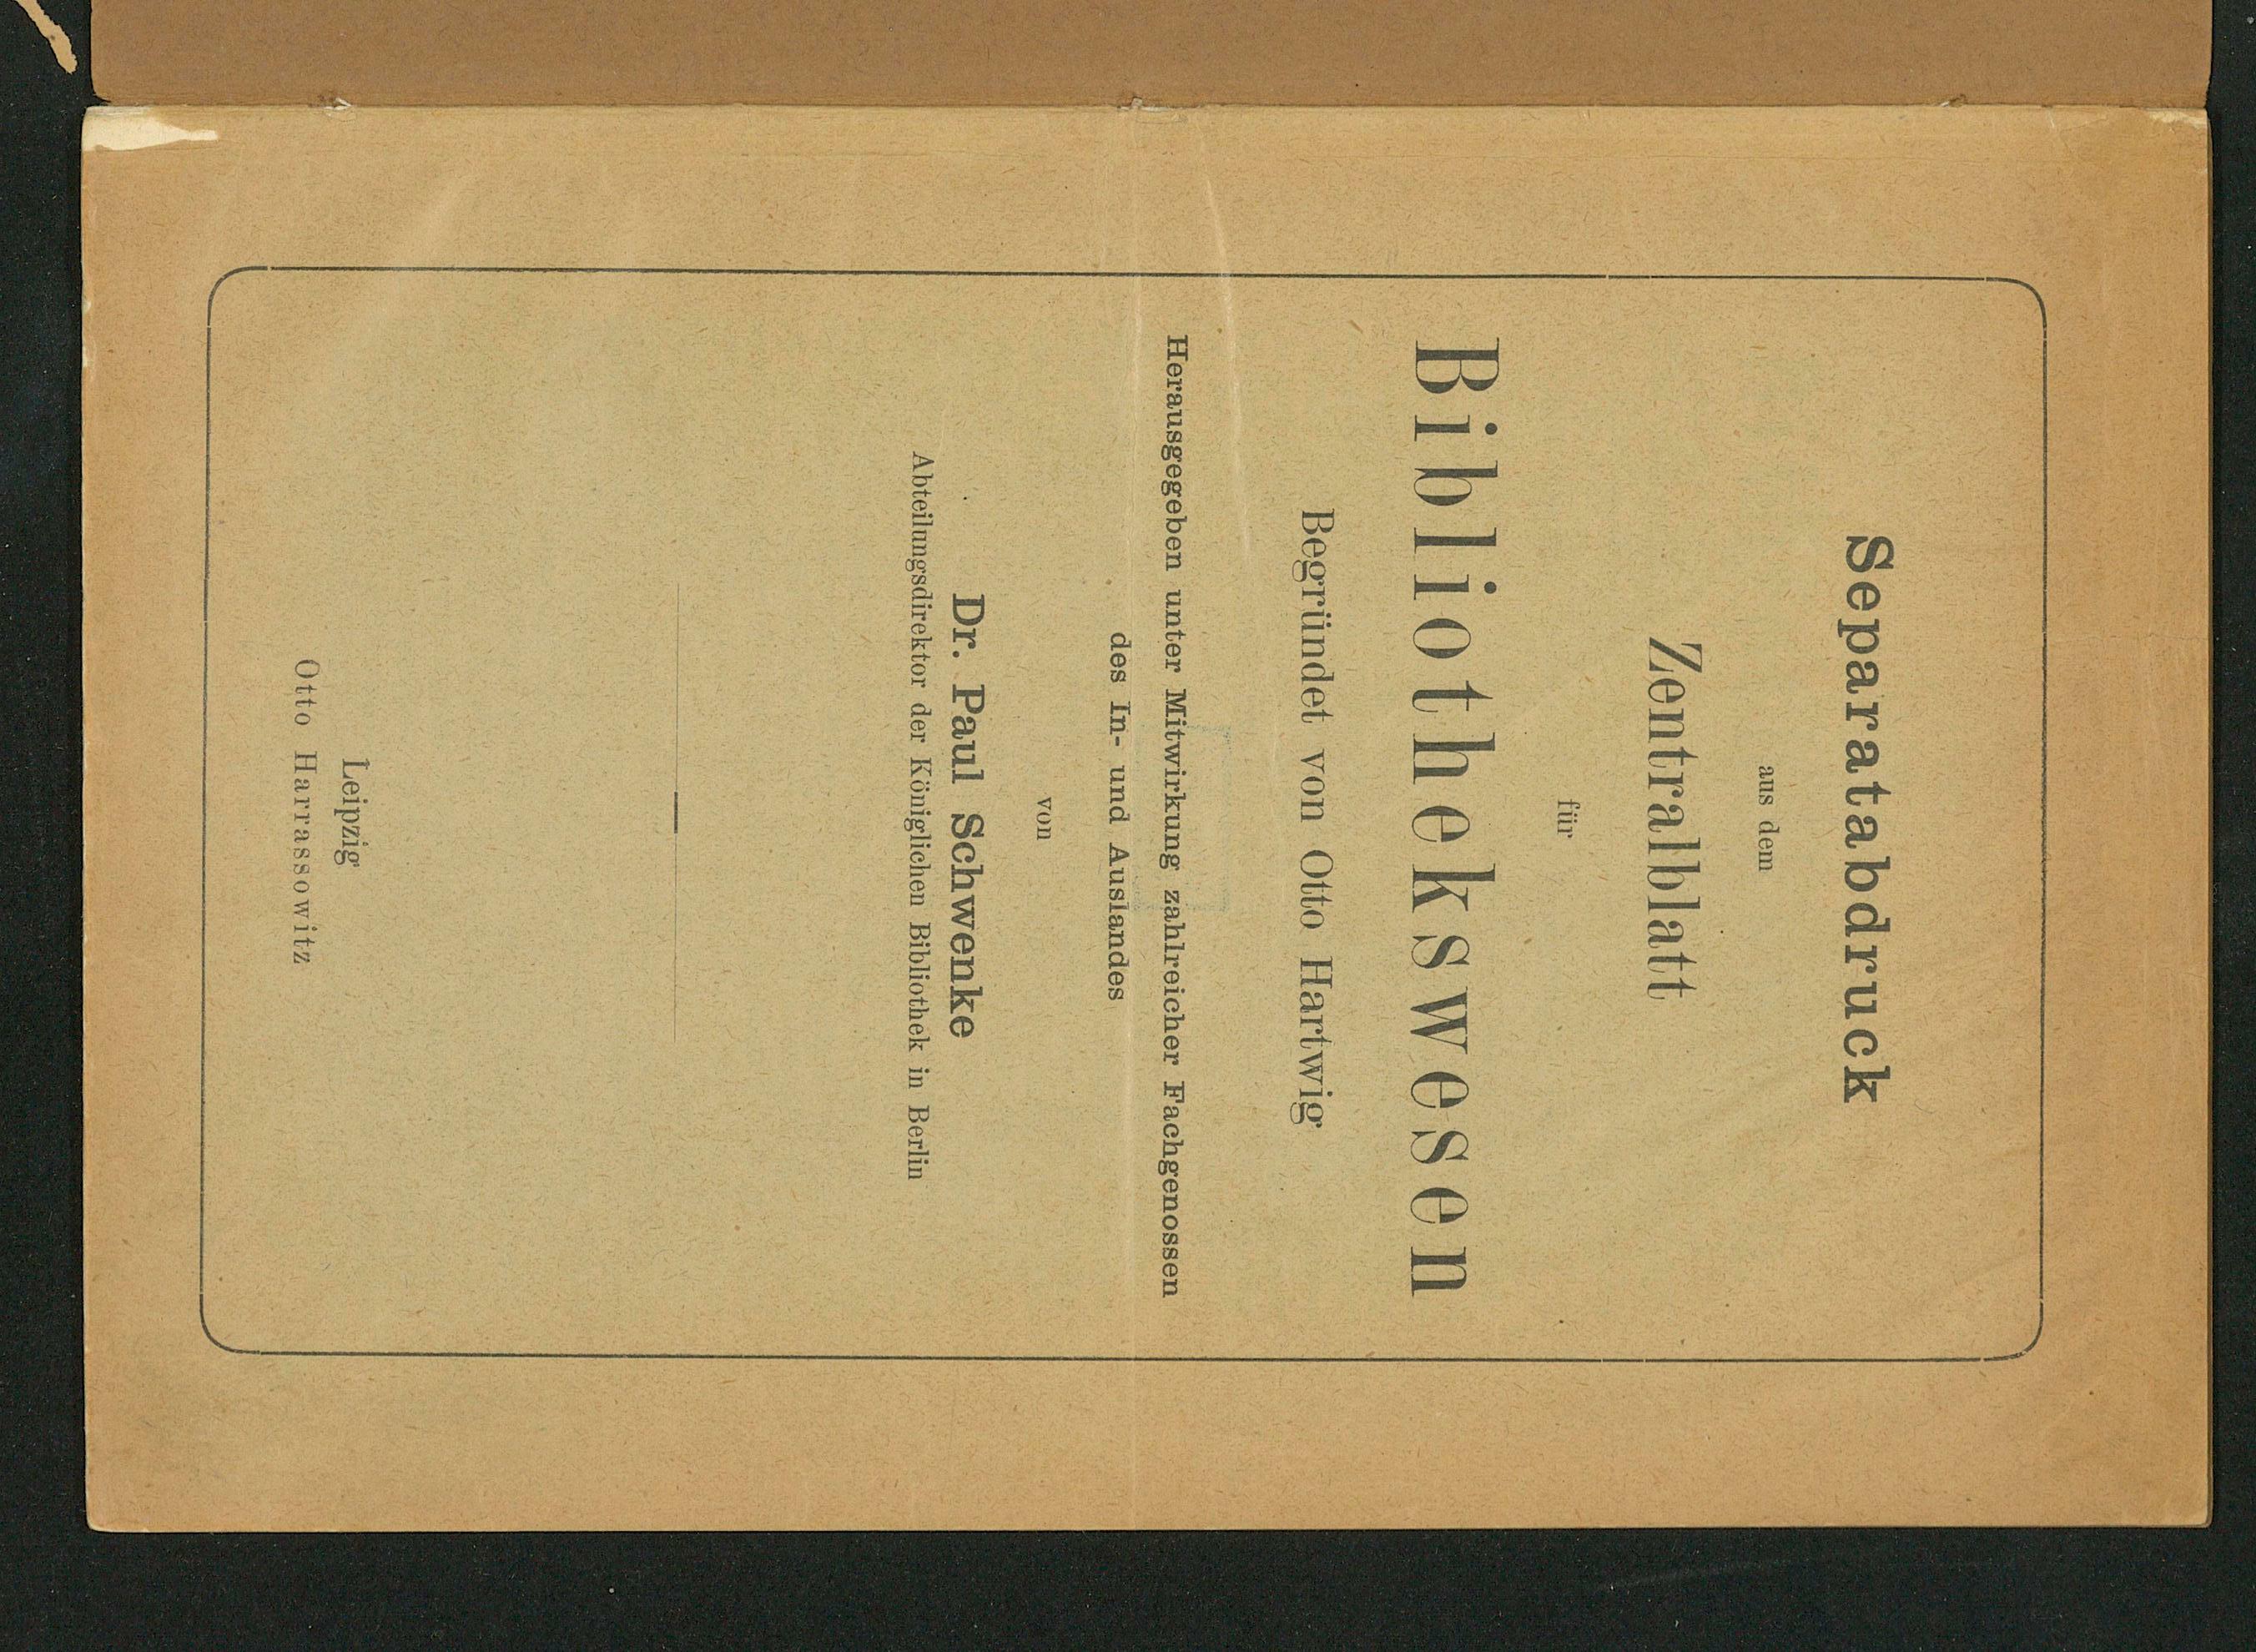 Separatabdruck
aus dem
Zentralblatt
für
Bibliothekswesen
Begründet von Otto Hartwig
Herausgegeben unter Mitwirkung zahlreicher Fachgenossen
des In- und Auslandes
von
Dr. Paul Schwenke
Abteilungsdirektor der Königlichen Bibliothek in Berlin
Leipzig
Otto Harrassowitz